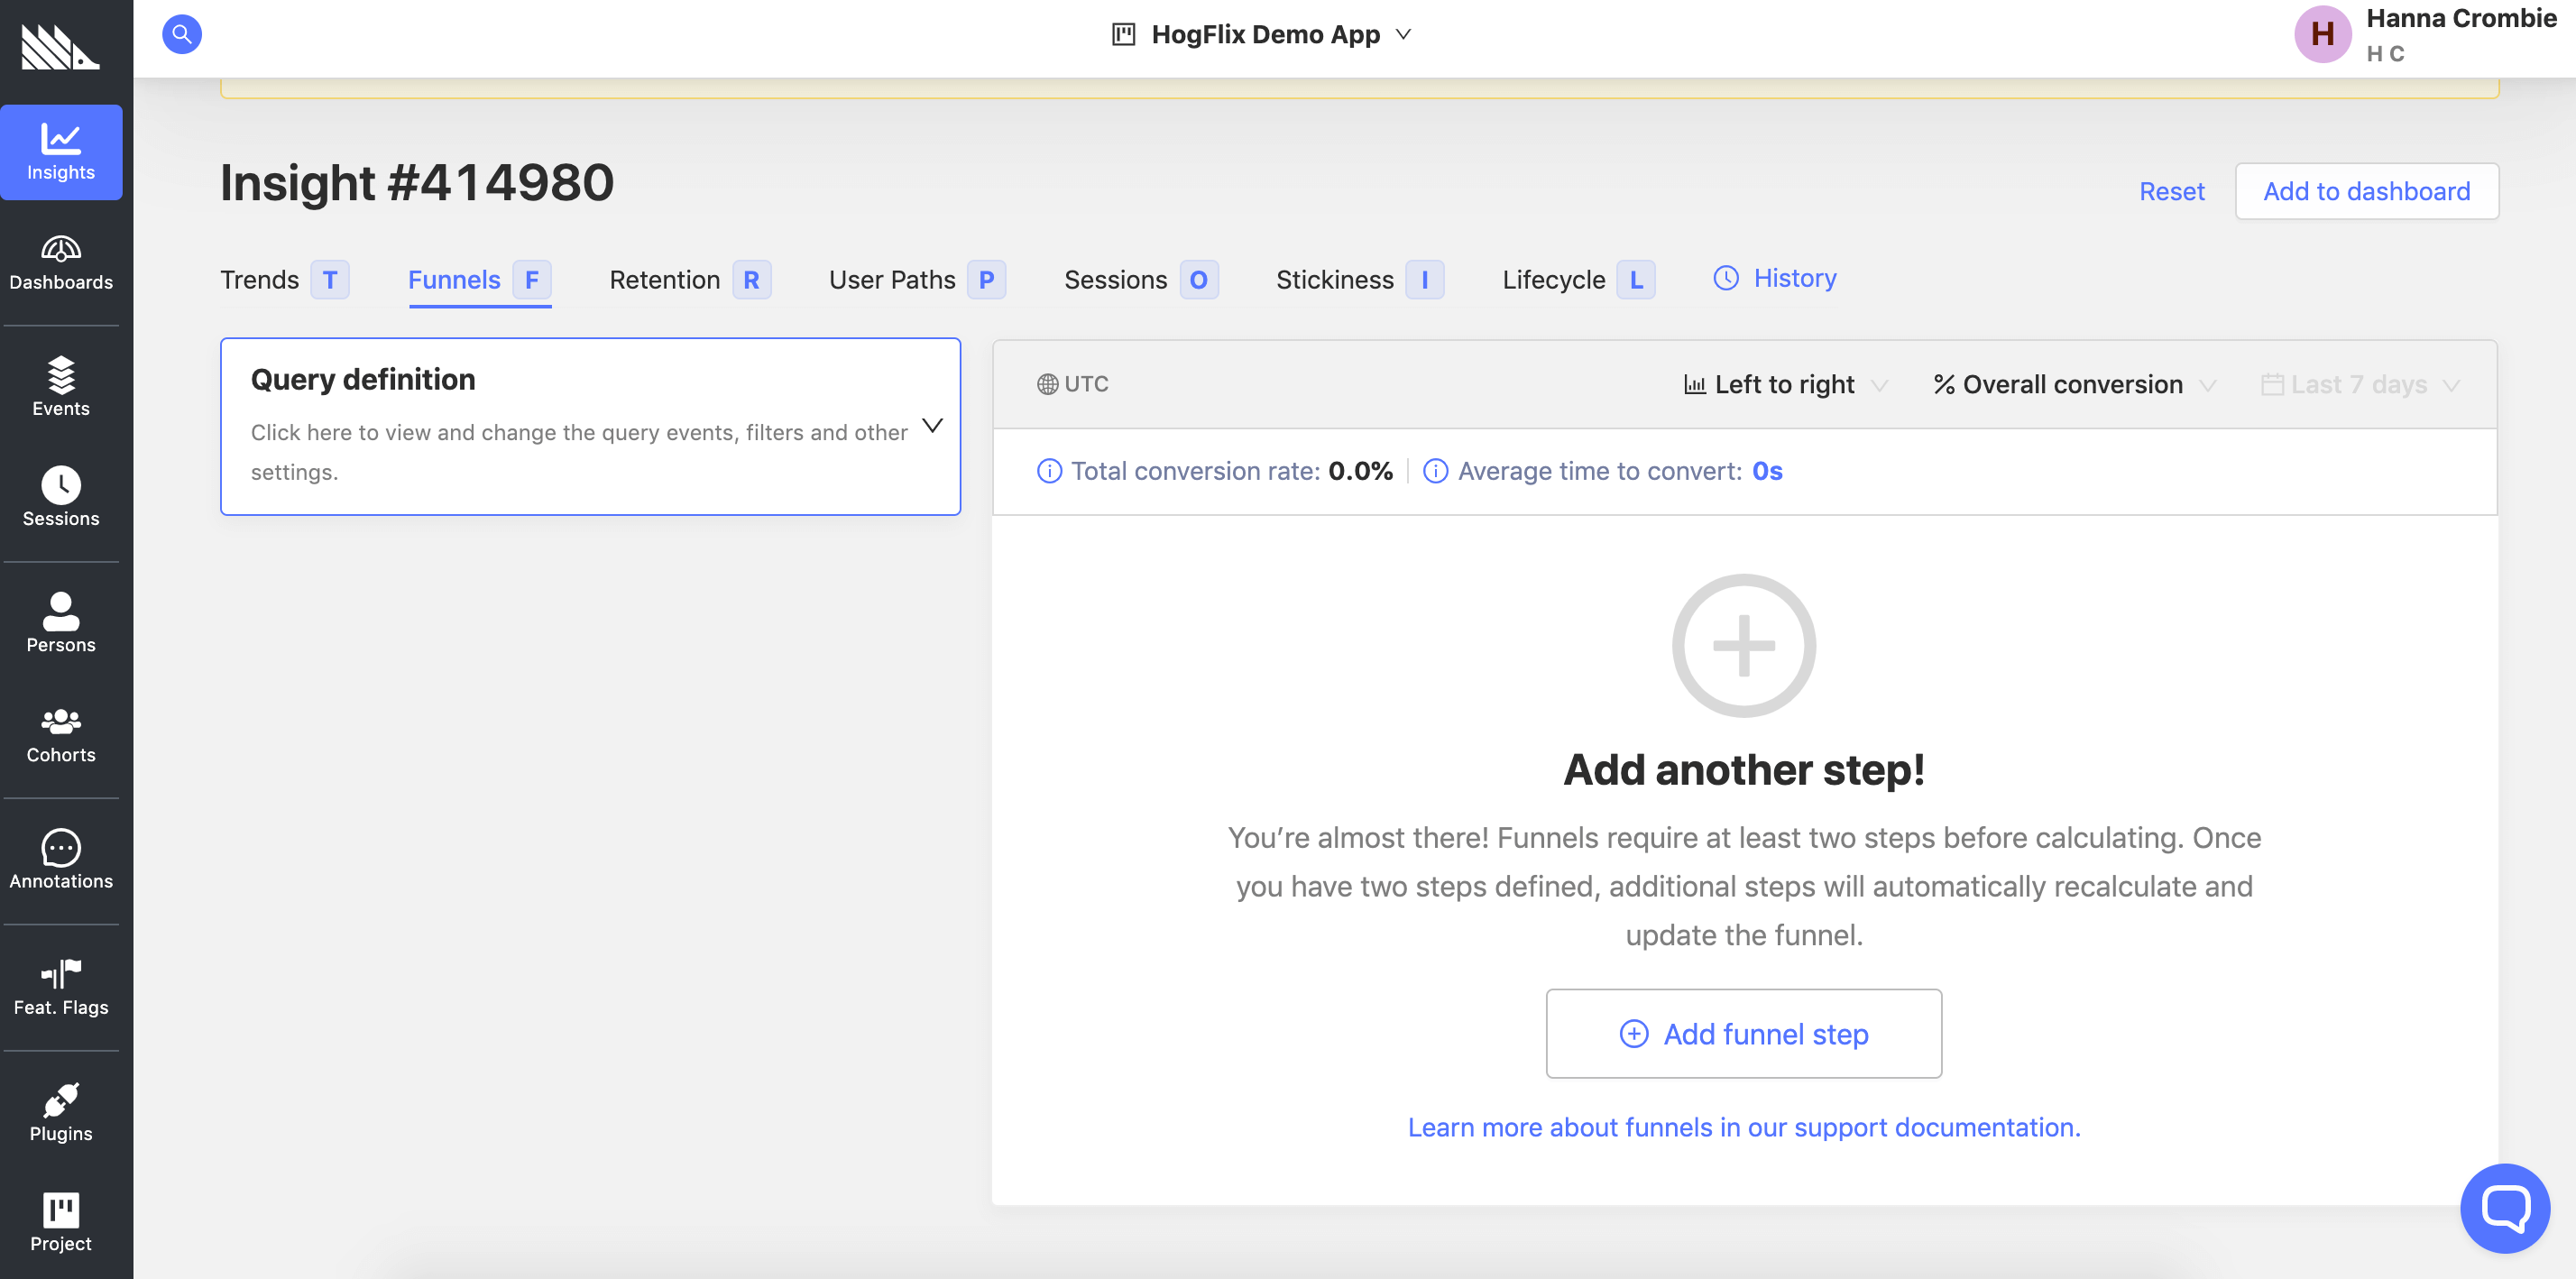 HogFlix Demo App
H
Hanna Crombie
H C
Insights
Dashboards
Events
Sessions
Persons
Cohorts
Annotations
Feat. Flags
Plugins
Project
Insight #414980
Reset
Add to dashboard
Trends T
Funnels F
Retention R
User Paths P
Sessions O
Stickiness I
Lifecycle L
History
Query definition
Click here to view and change the query events, filters and other
settings.
UTC
Left to right
% Overall conversion
Last 7 days
Total conversion rate: 0.0%
Average time to convert: 0s
Add another step!
You’re almost there! Funnels require at least two steps before calculating. Once
you have two steps defined, additional steps will automatically recalculate and
update the funnel.
Add funnel step
Learn more about funnels in our support documentation.